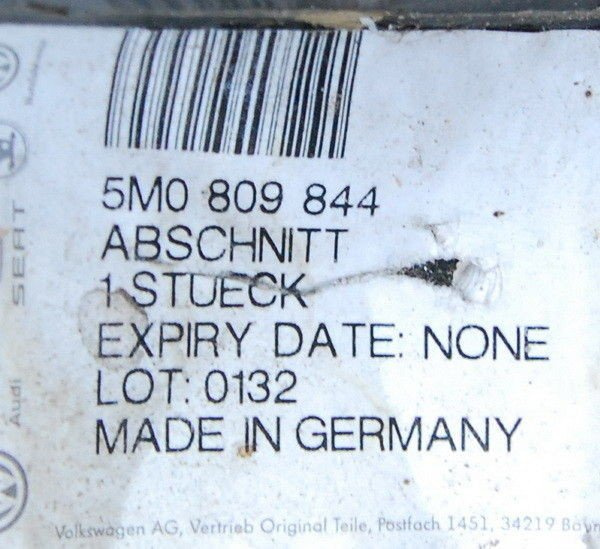 5M0 809 844
ABSCHNITT
1 STUECK
EXPIRY DATE: NONE
LOT: 0132
MADE IN GERMANY
Volkswagen AG, Vertrieb Original Teile, Postfach 1451, 34219
SEAT
Audi